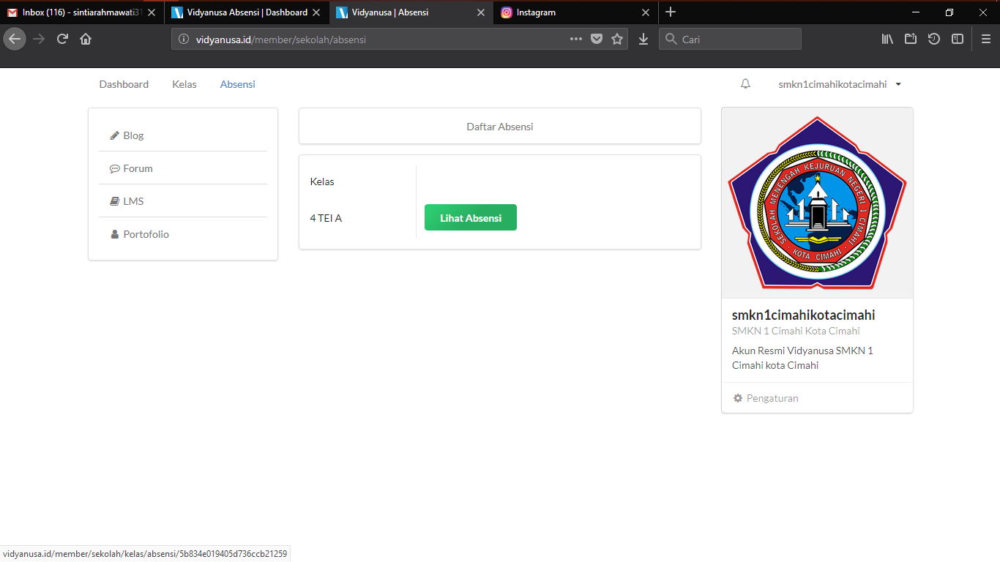 Inbox (116) - sintiarahmawati31
Vidyanusa Absensi | Dashboard
Vidyanusa | Absensi
Instagram
vidyanusa.id/member/sekolah/absensi
Cari
Dashboard
Kelas
Absensi
smkn1cimahikotacimahi
Blog
Forum
LMS
Portofolio
Daftar Absensi
Kelas
4 TEI A
Lihat Absensi
SEKOLAH MENENGAH KEJURUAN NEGERI 1 CIMAHI
KOTA CIMAHI
smkn1cimahikotacimahi
SMKN 1 Cimahi Kota Cimahi
Akun Resmi Vidyanusa SMKN 1
Cimahi kota Cimahi
Pengaturan
vidyanusa.id/member/sekolah/kelas/absensi/5b834e019405d736ccb21259